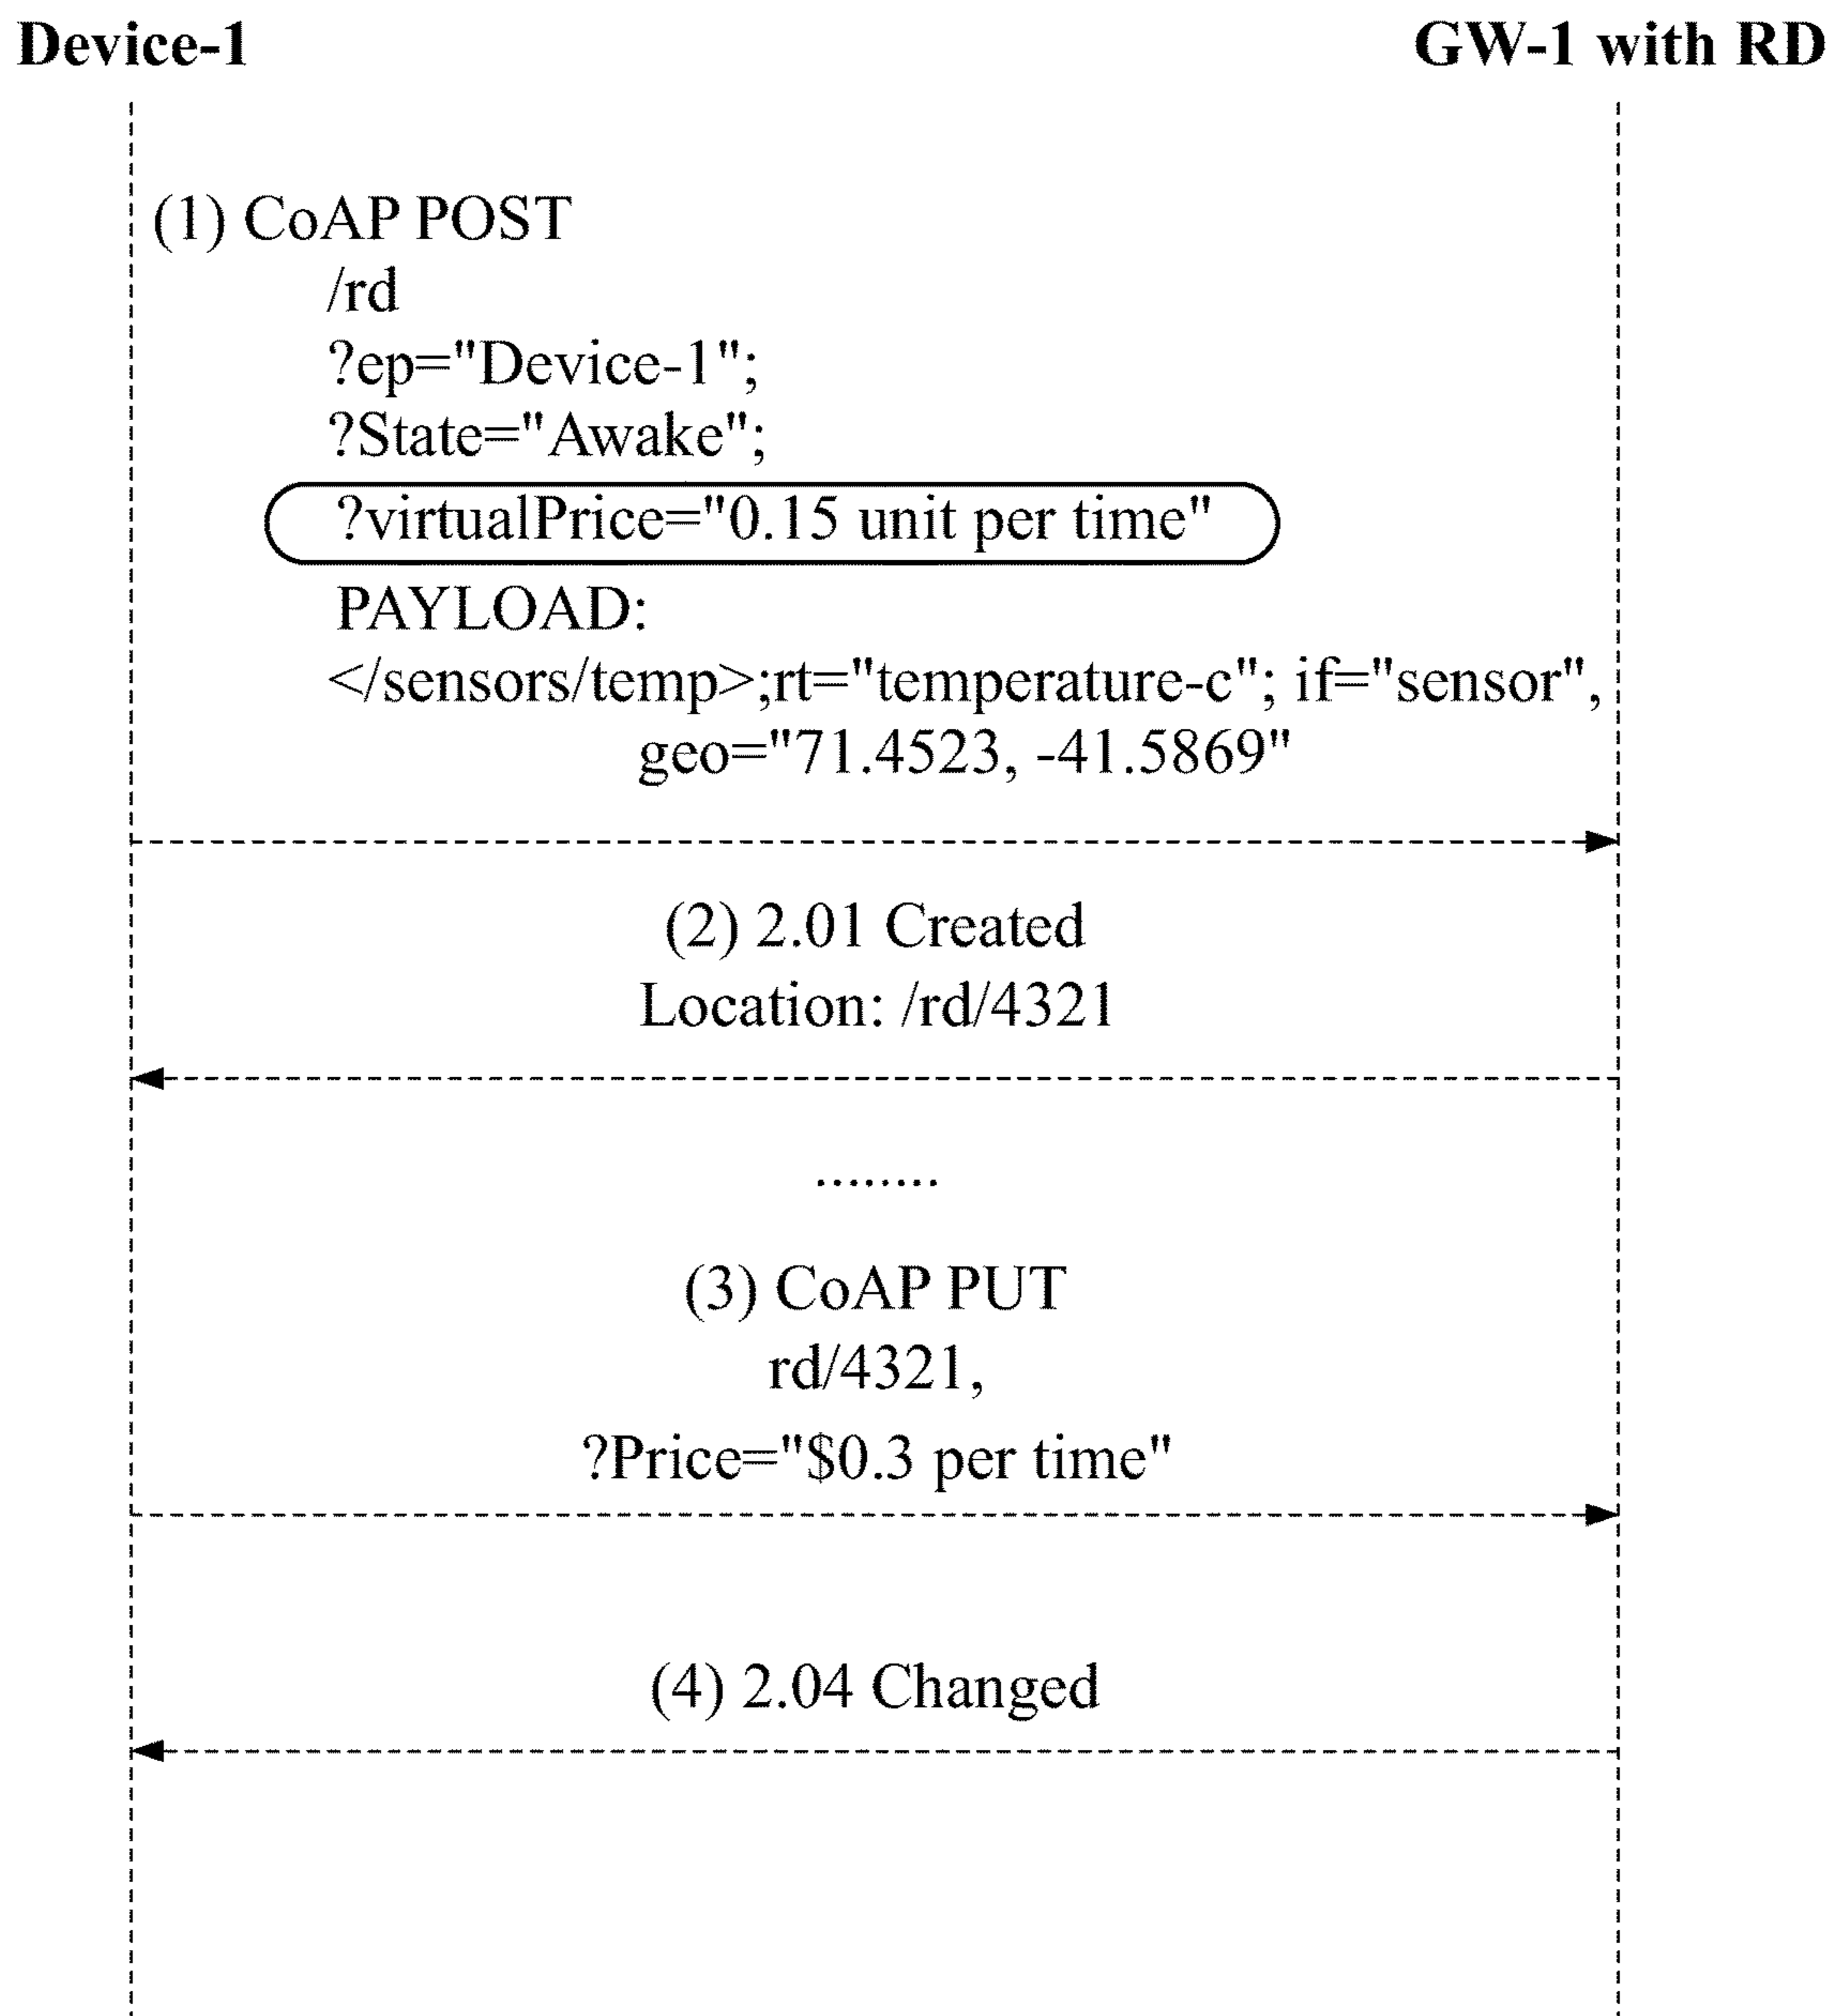 Device-1
GW-1 with RD
(1) CoAP POST
/rd
?ep="Device-1";
?State="Awake";
?virtualPrice="0.15 unit per time"
PAYLOAD:
</sensors/temp>;rt="temperature-c"; if="sensor",
geo="71.4523, -41.5869"
(2) 2.01 Created
Location: /rd/4321
........
(3) CoAP PUT
rd/4321,
?Price="$0.3 per time"
(4) 2.04 Changed